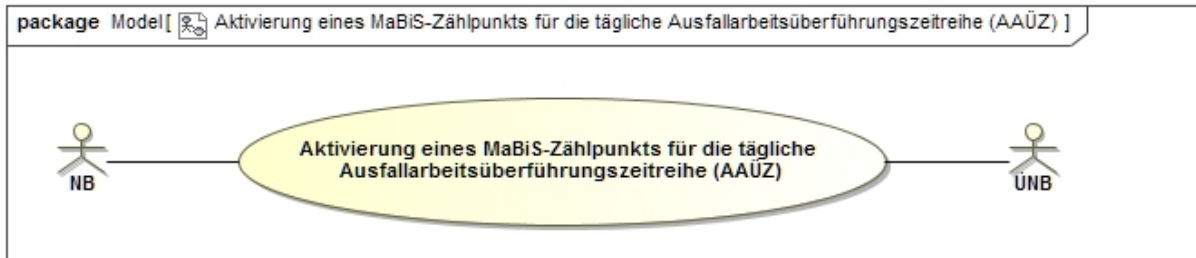 package Model[ Aktivierung eines MaBiS-Zählpunkts für die tägliche Ausfallarbeitsüberführungszeitreihe (AAÜZ) ]
Aktivierung eines MaBiS-Zählpunkts für die tägliche
Ausfallarbeitsüberführungszeitreihe (AAÜZ)
NB
ÜNB